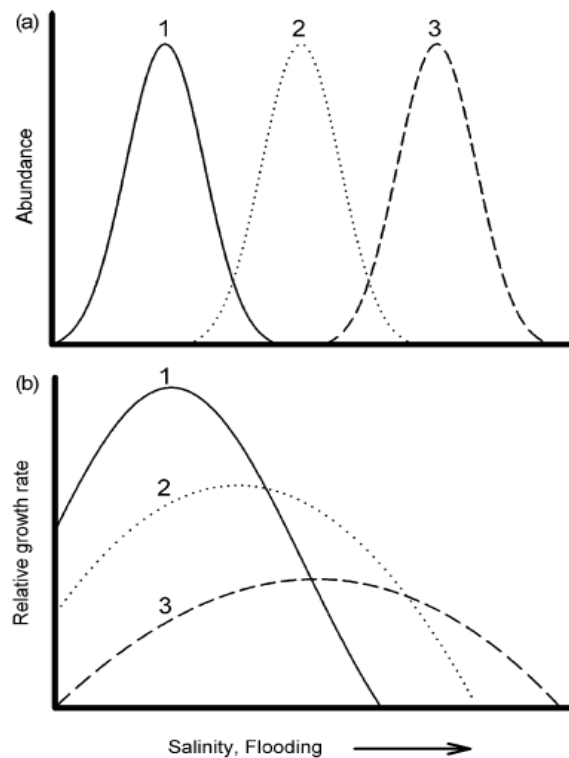 (a)
1
2
3
Abundance
(b)
1
2
3
Relative growth rate
Salinity, Flooding